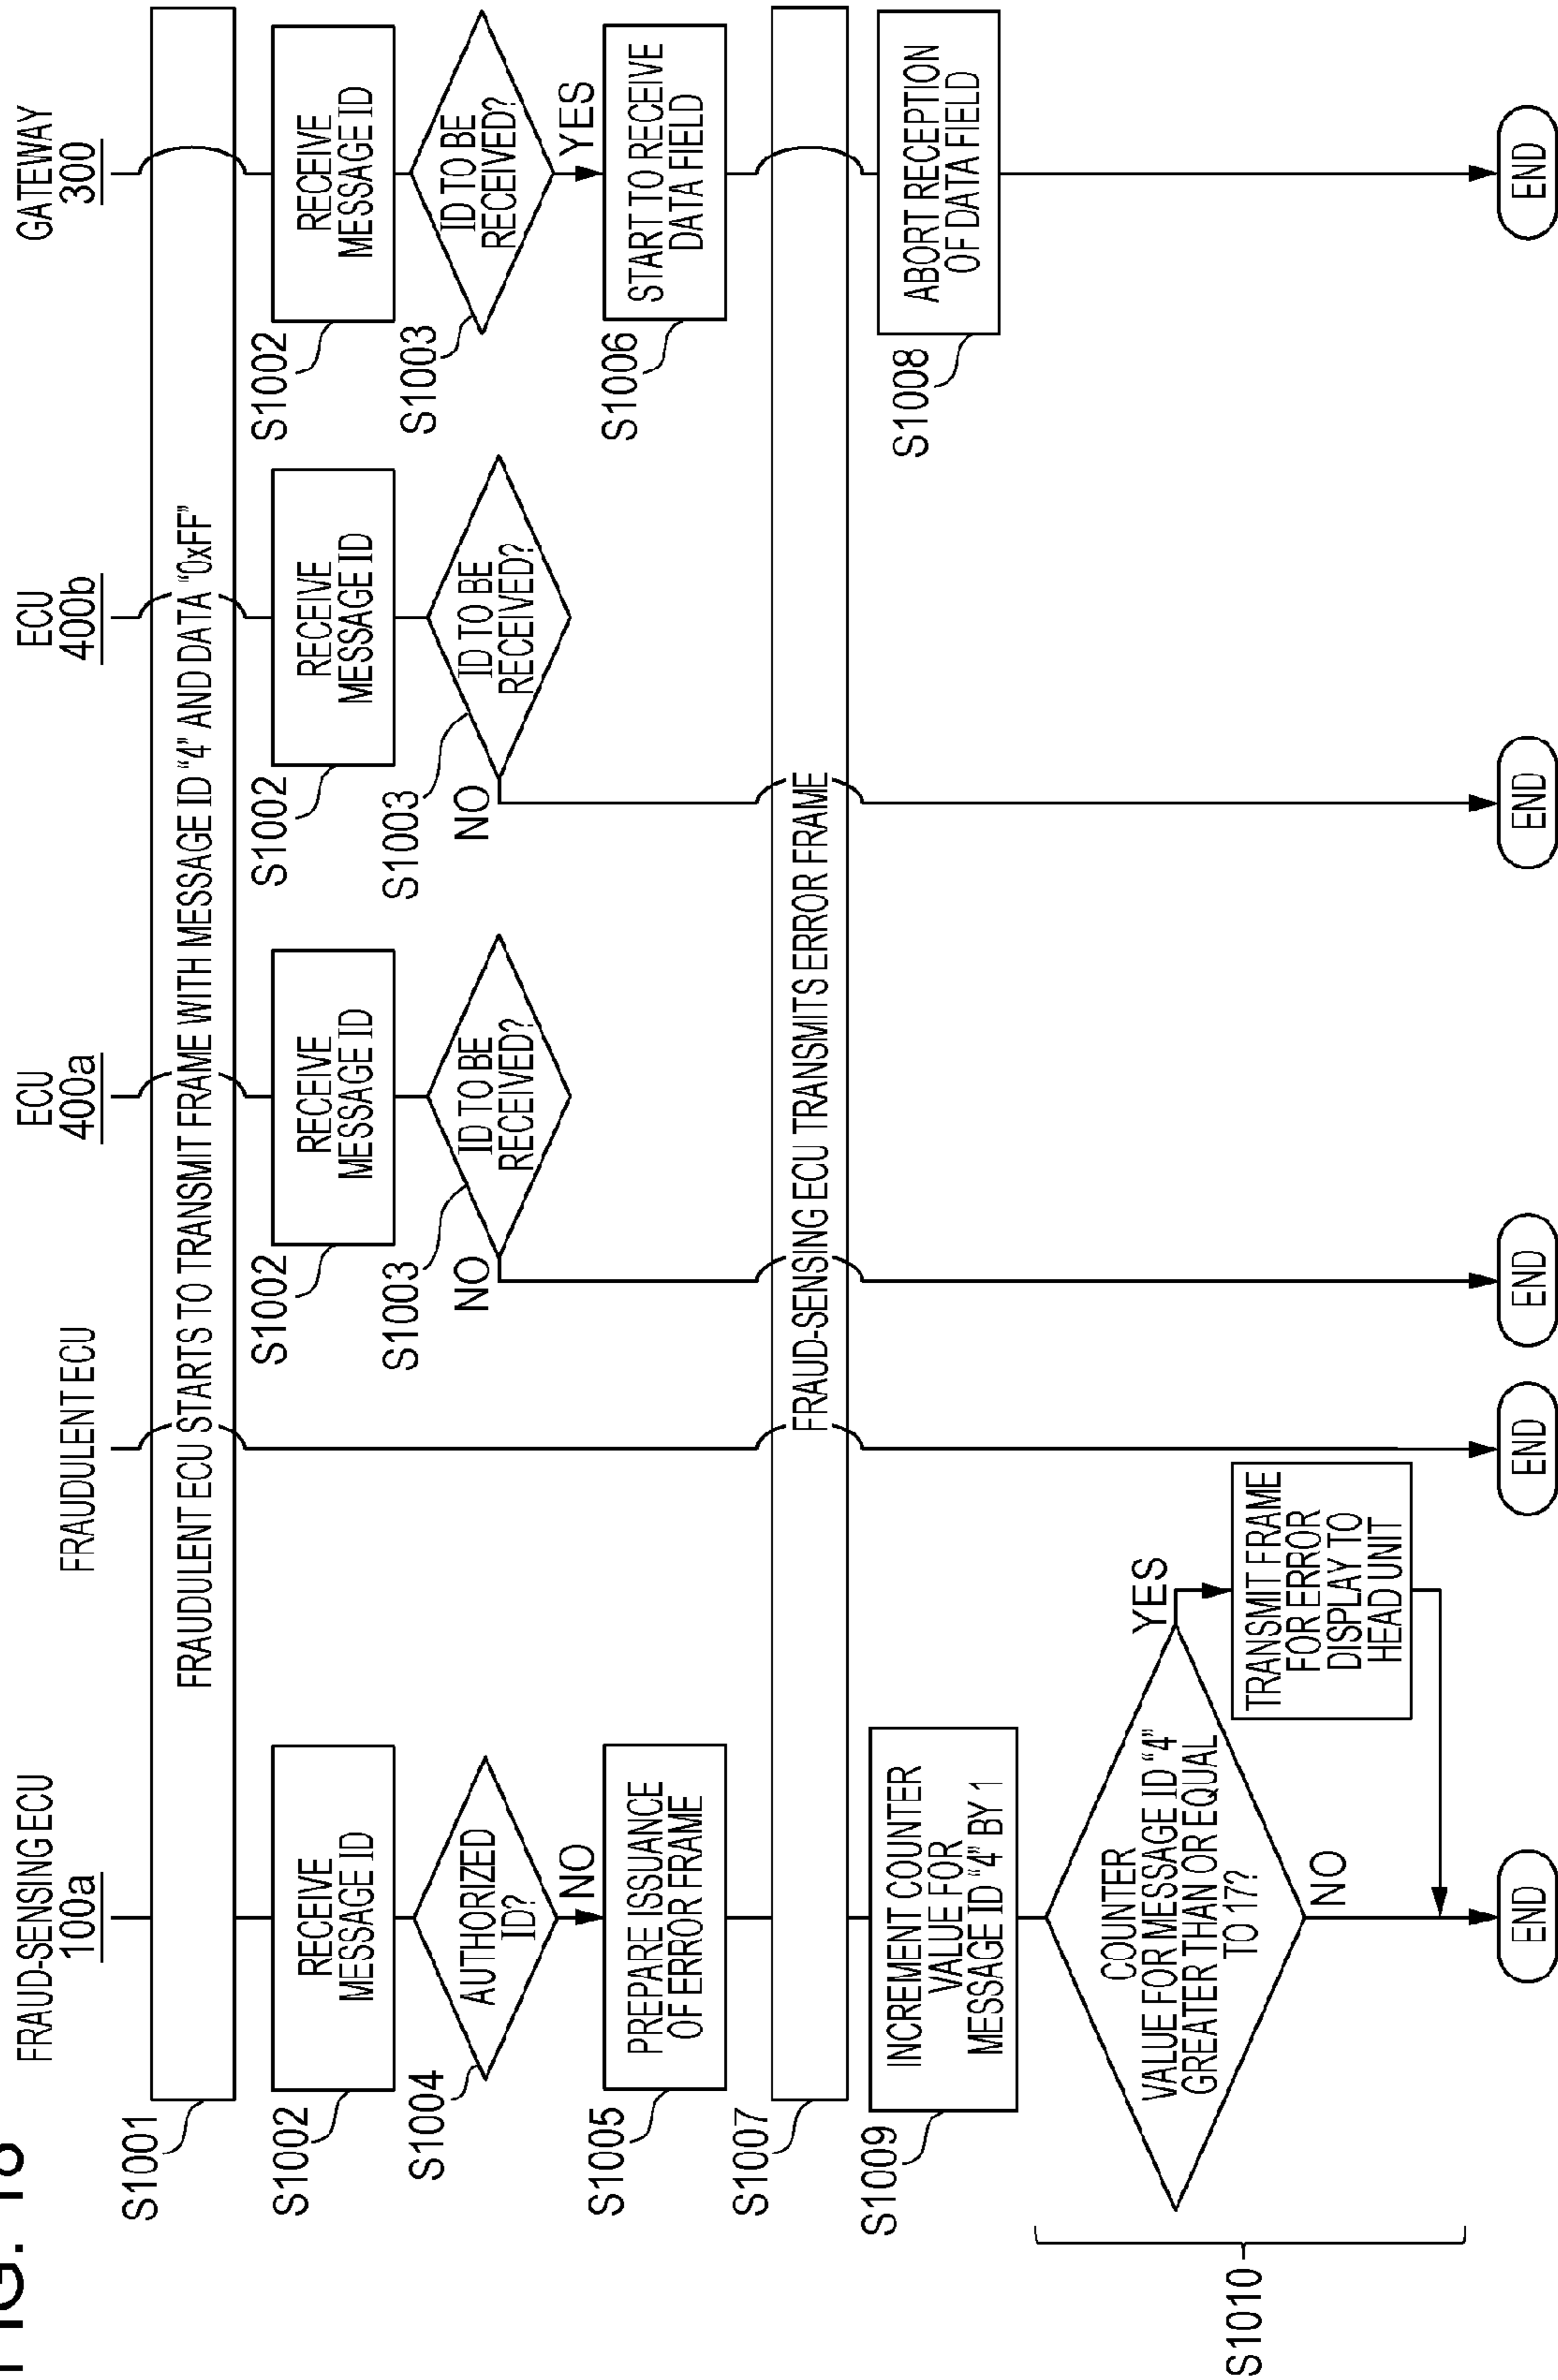 FRAUD-SENSING ECU
100a
FRAUDULENT ECU
ECU
400a
ECU
400b
GATEWAY
300
S1001
FRAUDULENT ECU STARTS TO TRANSMIT FRAME WITH MESSAGE ID “4” AND DATA “0xFF”
S1002
RECEIVE
MESSAGE ID
S1002
RECEIVE
MESSAGE ID
S1002
RECEIVE
MESSAGE ID
S1002
RECEIVE
MESSAGE ID
S1004
AUTHORIZED
ID?
NO
S1003
ID TO BE
RECEIVED?
NO
S1003
ID TO BE
RECEIVED?
NO
S1003
ID TO BE
RECEIVED?
YES
S1005
PREPARE ISSUANCE
OF ERROR FRAME
S1006
START TO RECEIVE
DATA FIELD
S1007
FRAUD-SENSING ECU TRANSMITS ERROR FRAME
S1009
INCREMENT COUNTER
VALUE FOR
MESSAGE ID “4” BY 1
S1008
ABORT RECEPTION
OF DATA FIELD
S1010
COUNTER
VALUE FOR MESSAGE ID “4”
GREATER THAN OR EQUAL
TO 17?
YES
NO
TRANSMIT FRAME
FOR ERROR
DISPLAY TO
HEAD UNIT
END
END
END
END
END